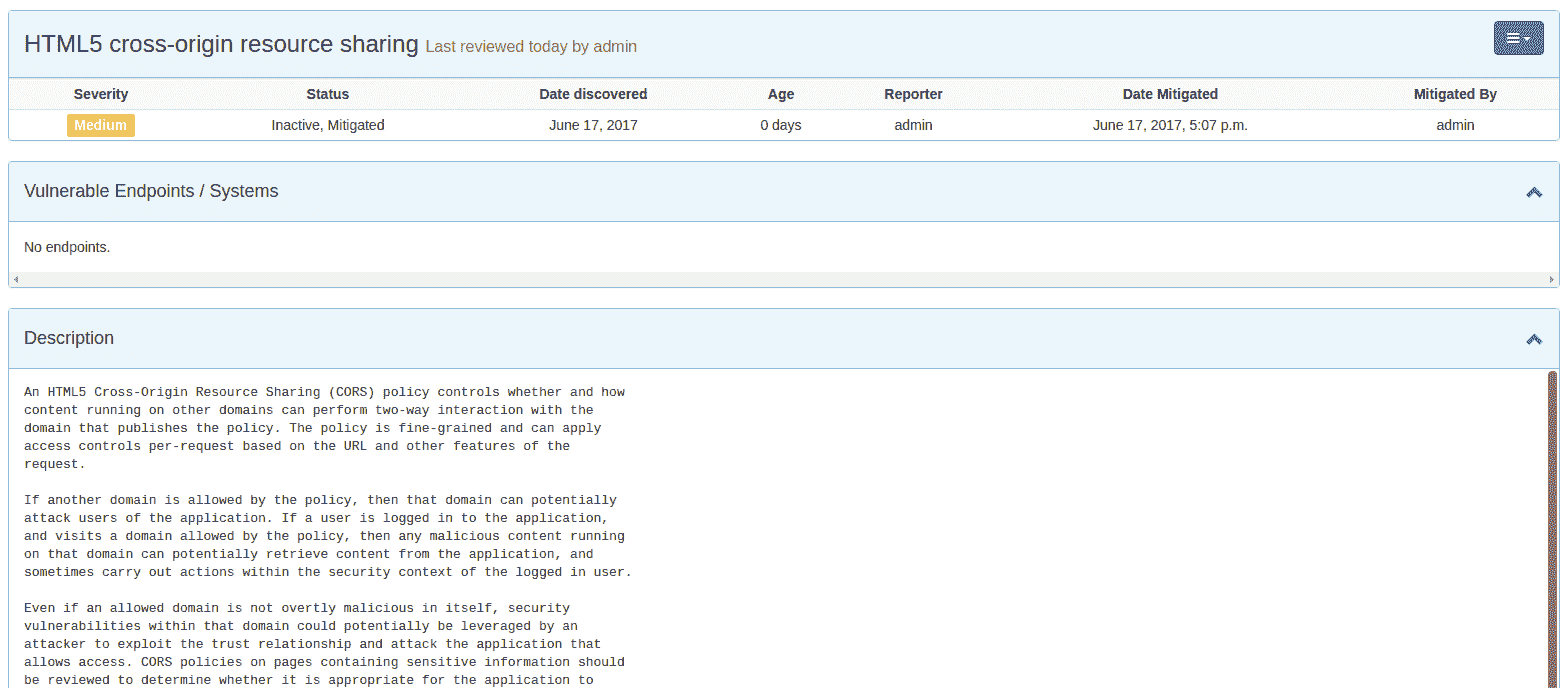 HTML5 cross-origin resource sharing Last reviewed today by admin
Severity Status Date discovered Age Reporter Date Mitigated Mitigated By
Medium Inactive, Mitigated June 17, 2017 0 days admin June 17, 2017, 5:07 p.m. admin
Vulnerable Endpoints / Systems
No endpoints.
Description
An HTML5 Cross-Origin Resource Sharing (CORS) policy controls whether and how
content running on other domains can perform two-way interaction with the
domain that publishes the policy. The policy is fine-grained and can apply
access controls per-request based on the URL and other features of the
request.
If another domain is allowed by the policy, then that domain can potentially
attack users of the application. If a user is logged in to the application,
and visits a domain allowed by the policy, then any malicious content running
on that domain can potentially retrieve content from the application, and
sometimes carry out actions within the security context of the logged in user.
Even if an allowed domain is not overtly malicious in itself, security
vulnerabilities within that domain could potentially be leveraged by an
attacker to exploit the trust relationship and attack the application that
allows access. CORS policies on pages containing sensitive information should
be reviewed to determine whether it is appropriate for the application to